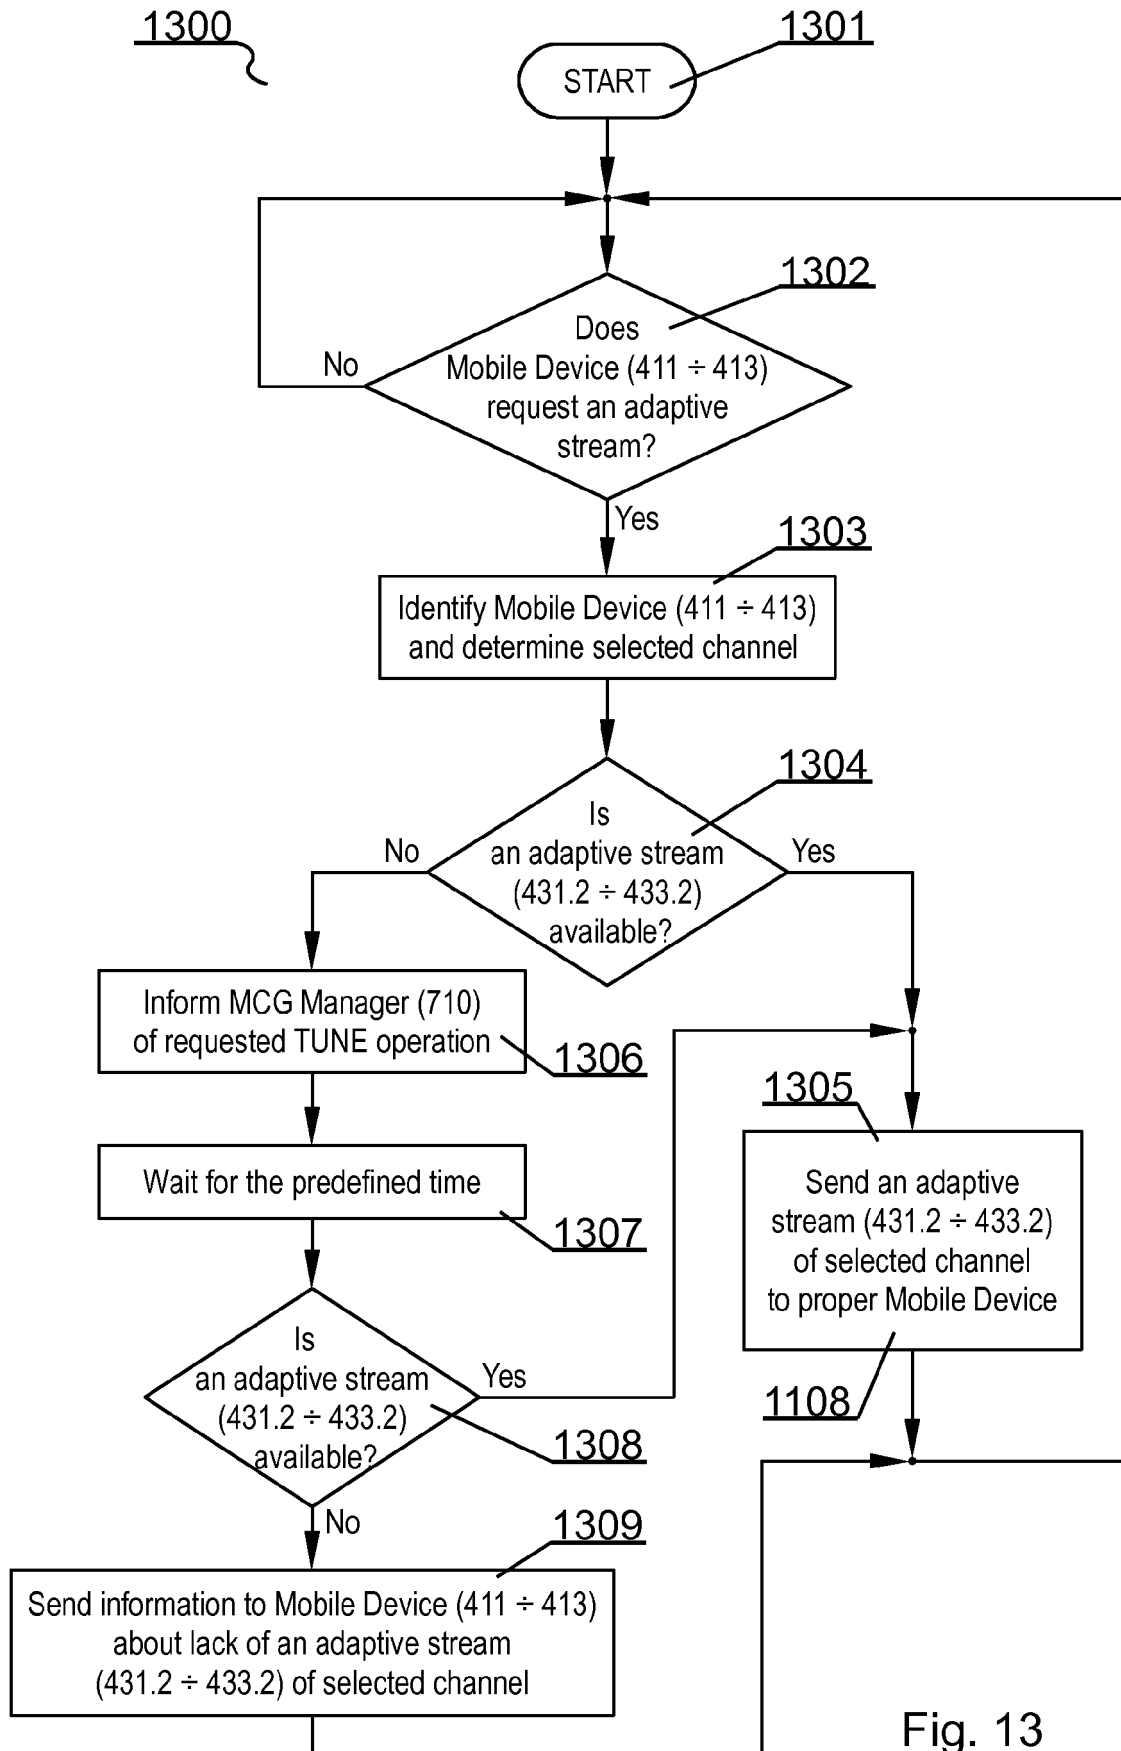 1300
1301
START
1302
Does
Mobile Device (411 ÷ 413)
request an adaptive
stream?
No
Yes
1303
Identify Mobile Device (411 ÷ 413)
and determine selected channel
1304
Is
an adaptive stream
(431.2 ÷ 433.2)
available?
No
Yes
Inform MCG Manager (710)
of requested TUNE operation
1306
Wait for the predefined time
1307
1305
Send an adaptive
stream (431.2 ÷ 433.2)
of selected channel
to proper Mobile Device
1108
Is
an adaptive stream
(431.2 ÷ 433.2)
available?
Yes
1308
No
1309
Send information to Mobile Device (411 ÷ 413)
about lack of an adaptive stream
(431.2 ÷ 433.2) of selected channel
Fig. 13